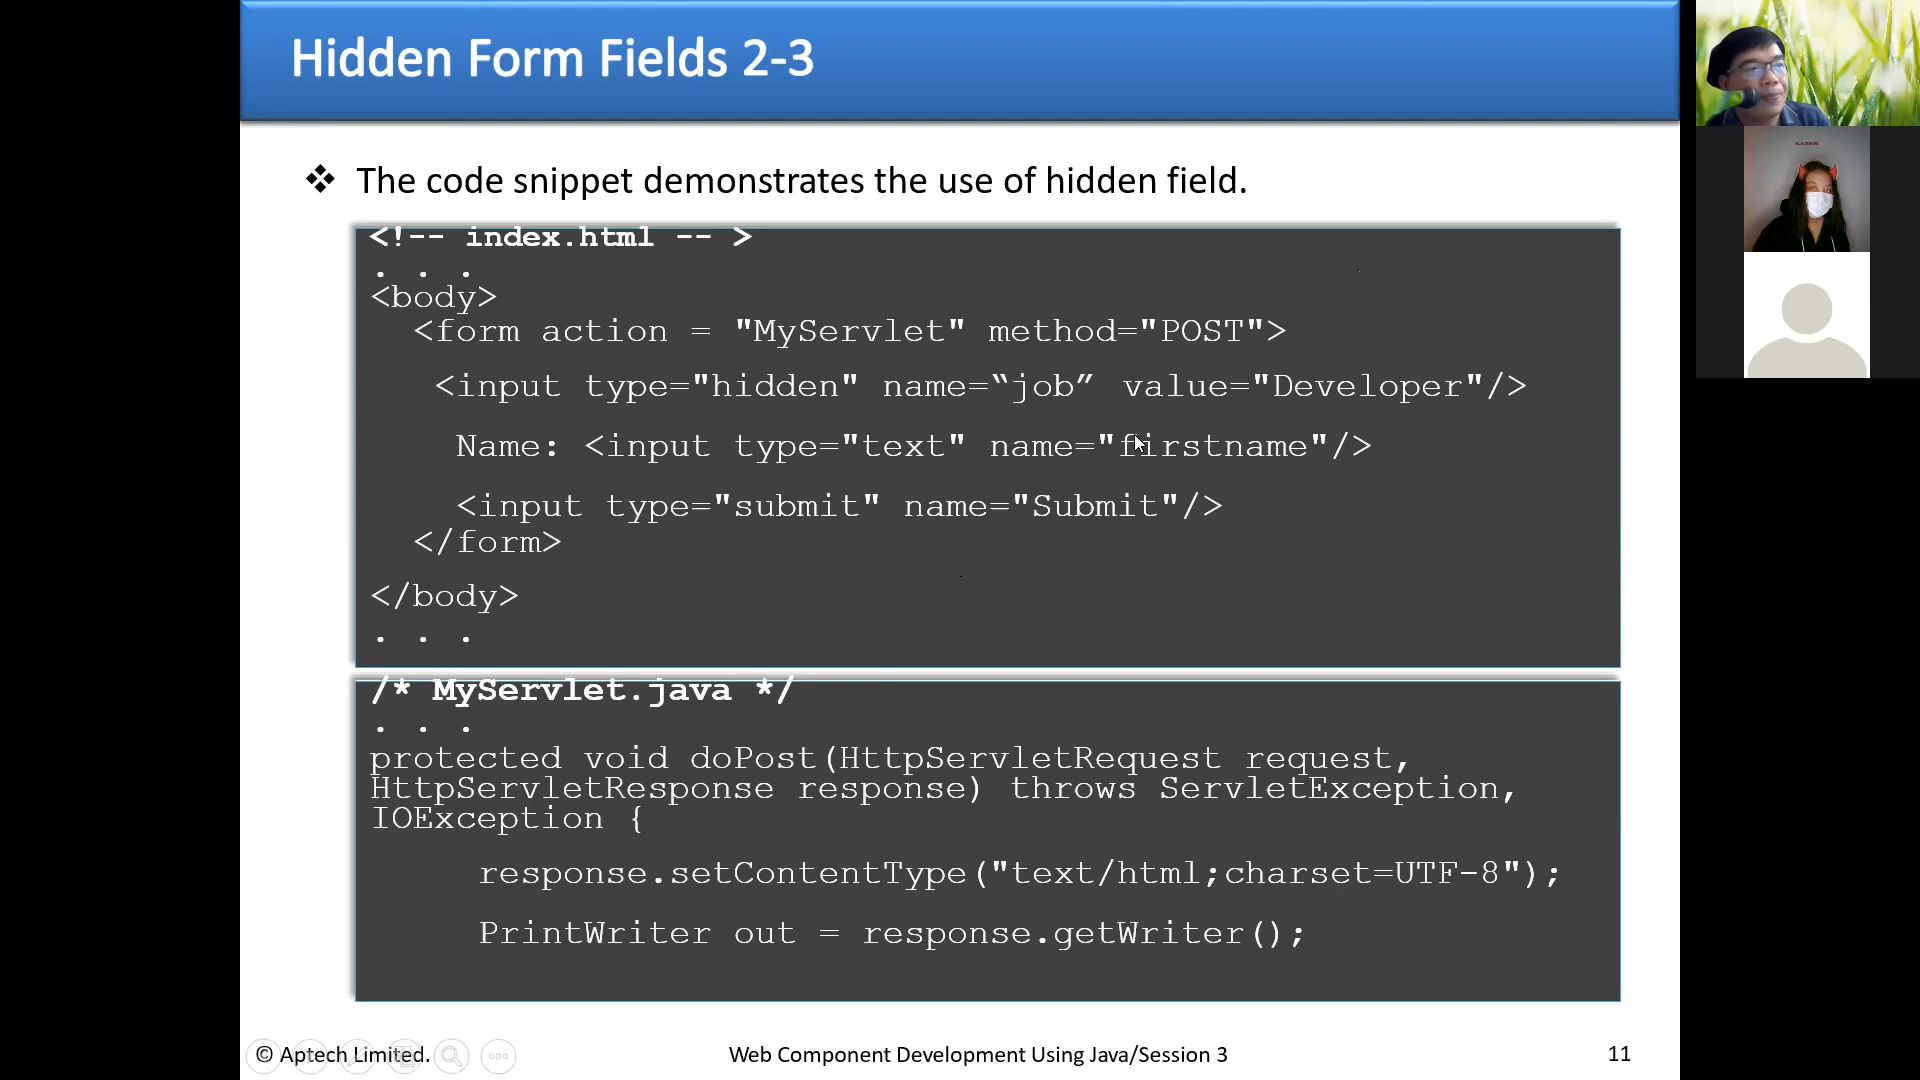 Hidden Form Fields 2-3
❖ The code snippet demonstrates the use of hidden field.
<!-- index.html -- >
. . .
<body>
<form action = "MyServlet" method="POST">
<input type="hidden" name=“job” value="Developer"/>
Name: <input type="text" name="firstname"/>
<input type="submit" name="Submit"/>
</form>
</body>
. . .
/* MyServlet.java */
. . .
protected void doPost(HttpServletRequest request,
HttpServletResponse response) throws ServletException,
IOException {
response.setContentType("text/html;charset=UTF-8");
PrintWriter out = response.getWriter();
© Aptech Limited.
Web Component Development Using Java/Session 3
11